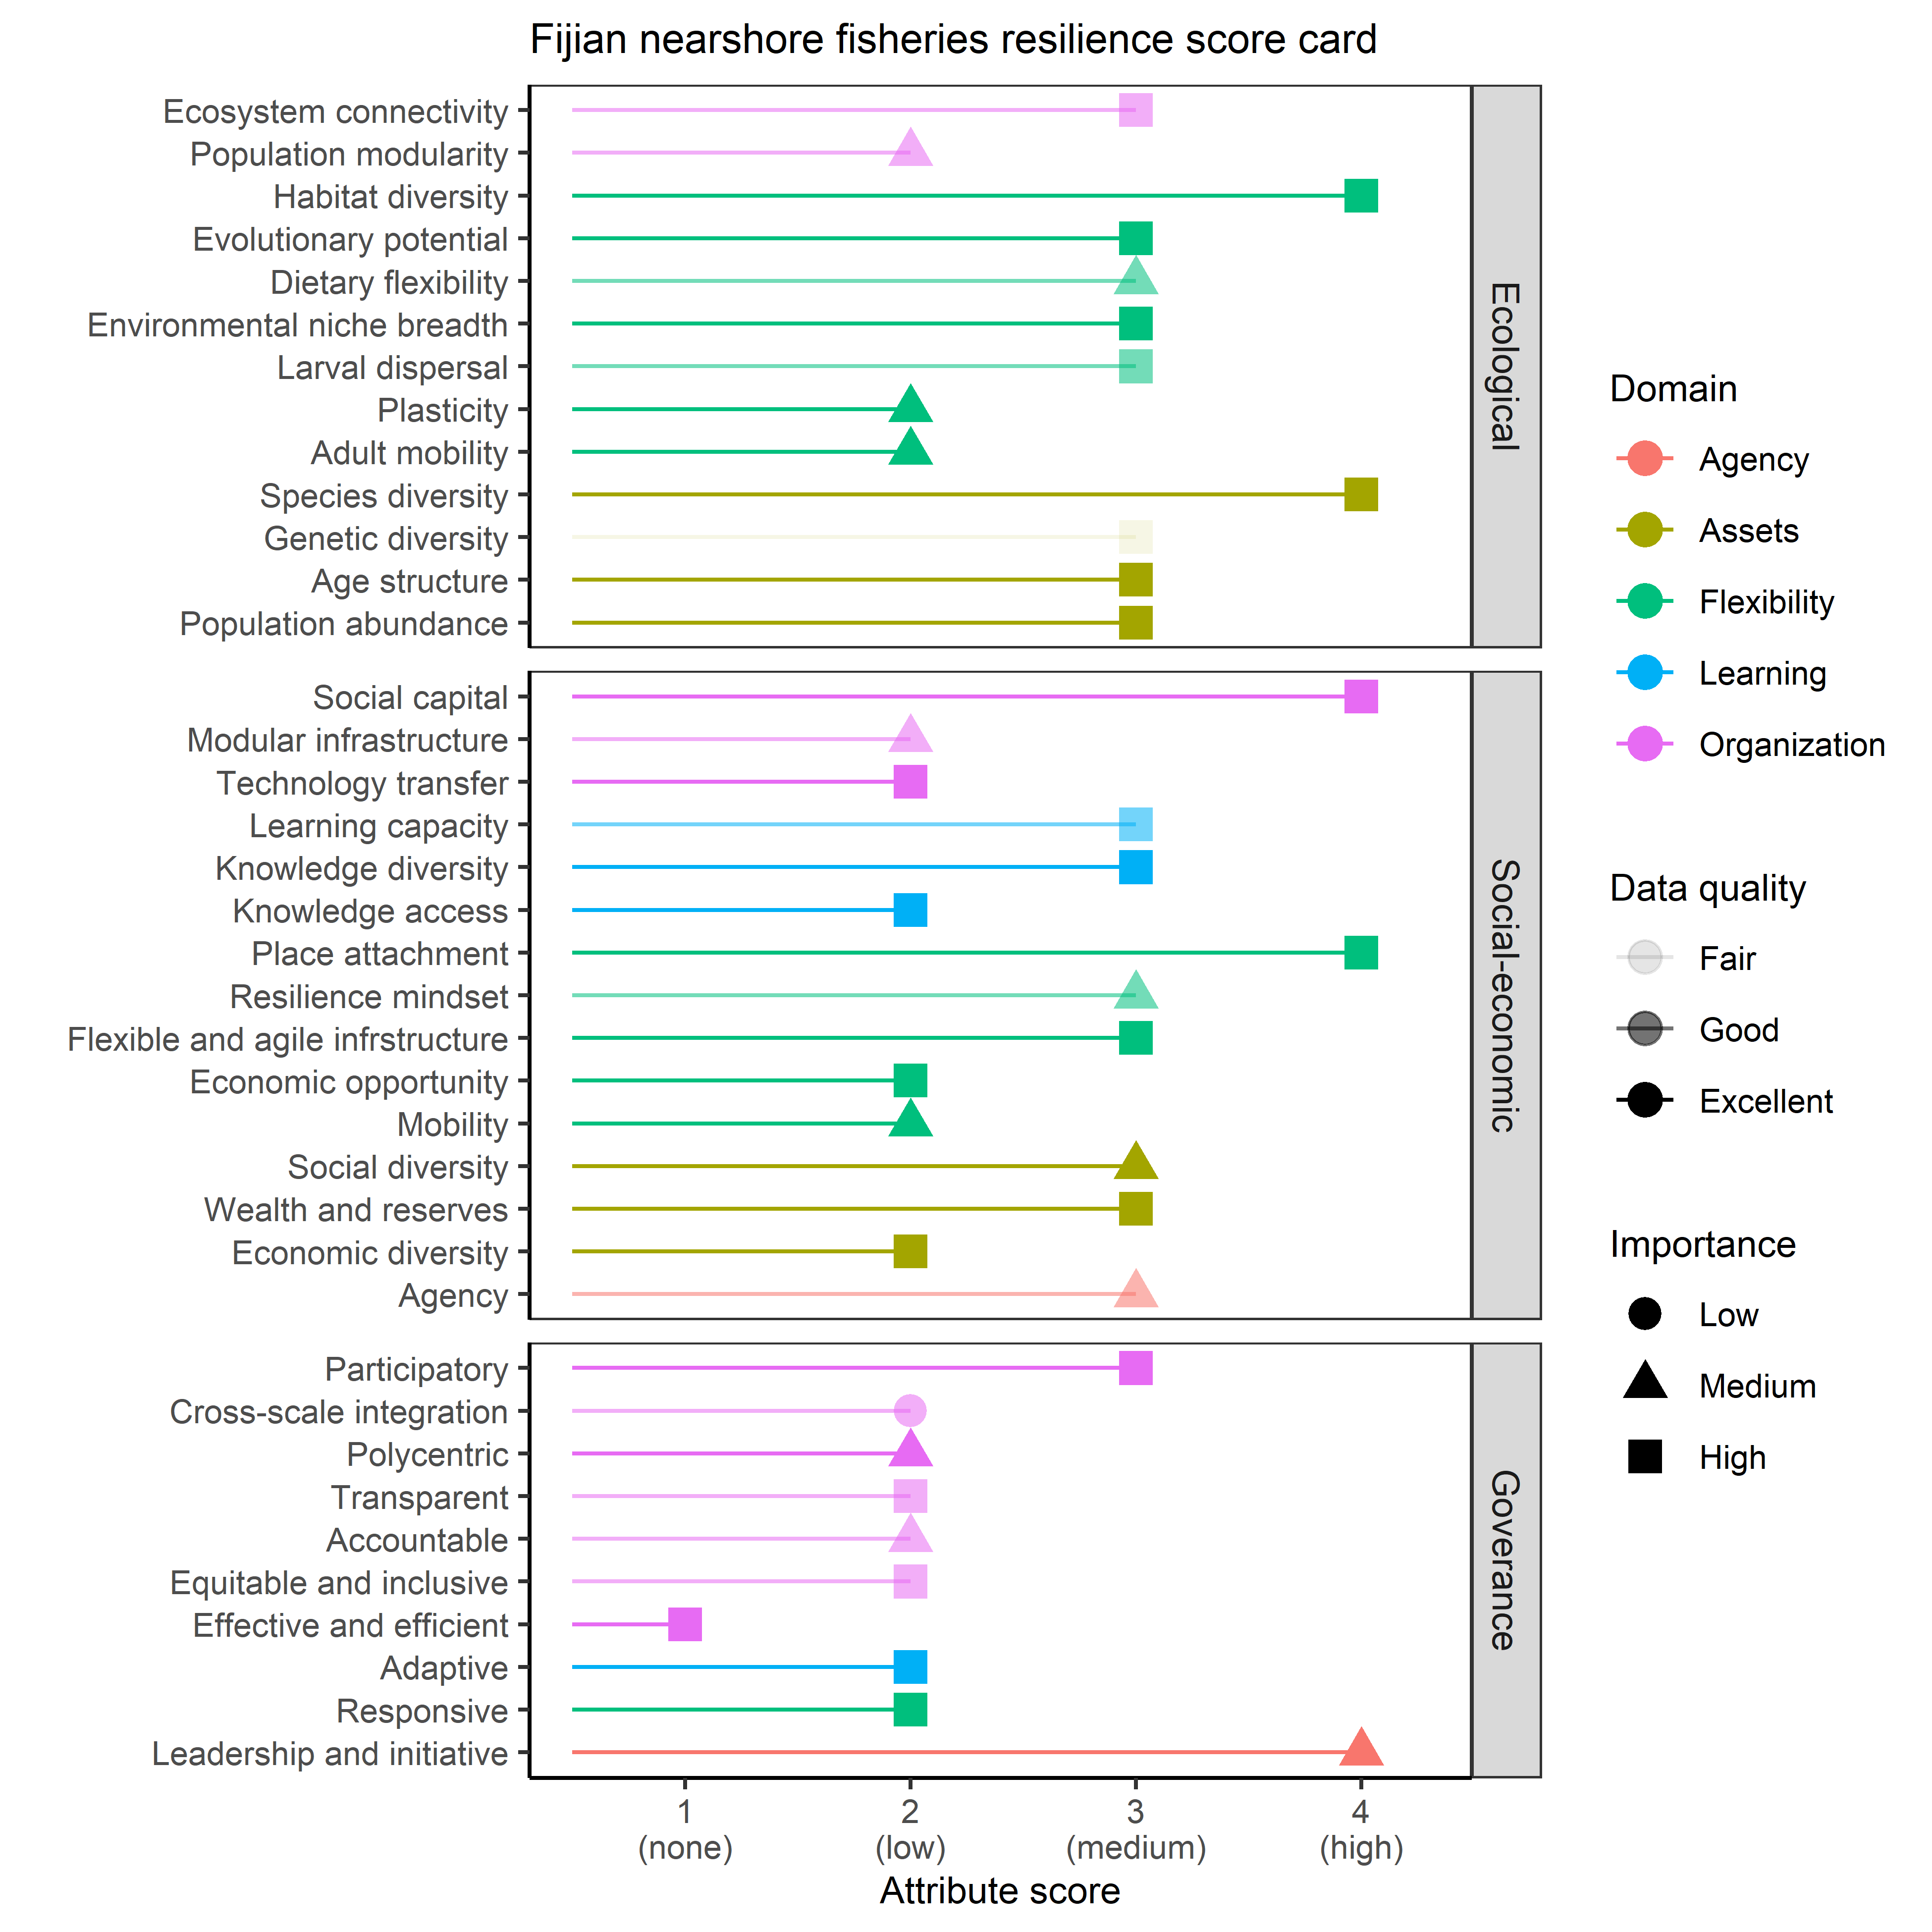 Fijian nearshore fisheries resilience score card
Ecosystem connectivity
Population modularity
Habitat diversity
Evolutionary potential
Dietary flexibility
Environmental niche breadth
Larval dispersal
Plasticity
Adult mobility
Species diversity
Genetic diversity
Age structure
Population abundance
Ecological
Social capital
Modular infrastructure
Technology transfer
Learning capacity
Knowledge diversity
Knowledge access
Place attachment
Resilience mindset
Flexible and agile infrstructure
Economic opportunity
Mobility
Social diversity
Wealth and reserves
Economic diversity
Agency
Social-economic
Participatory
Cross-scale integration
Polycentric
Transparent
Accountable
Equitable and inclusive
Effective and efficient
Adaptive
Responsive
Leadership and initiative
Goverance
1 2 3 4
(none) (low) (medium) (high)
Attribute score
Domain
Agency
Assets
Flexibility
Learning
Organization
Data quality
Fair
Good
Excellent
Importance
Low
Medium
High